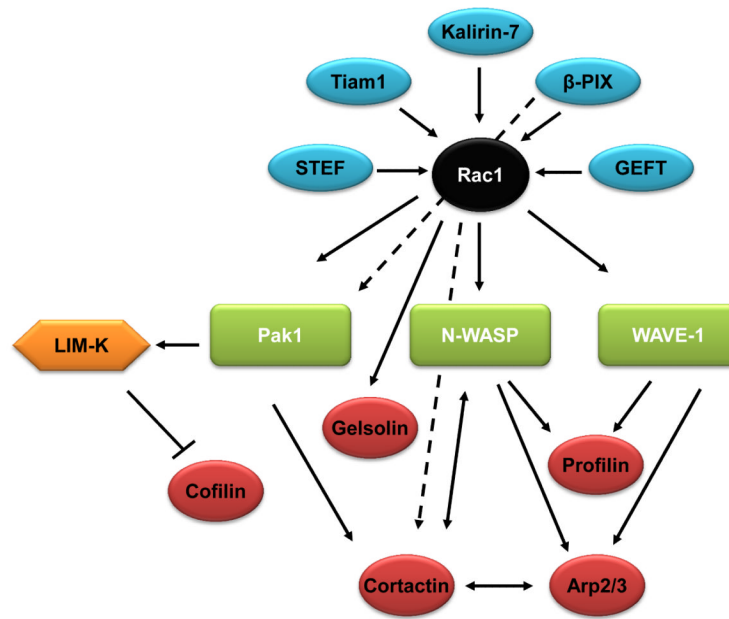 Kalirin-7
Tiam1
β-PIX
STEF
Rac1
GEFT
LIM-K
Pak1
N-WASP
WAVE-1
Gelsolin
Profilin
Cofilin
Cortactin
Arp2/3